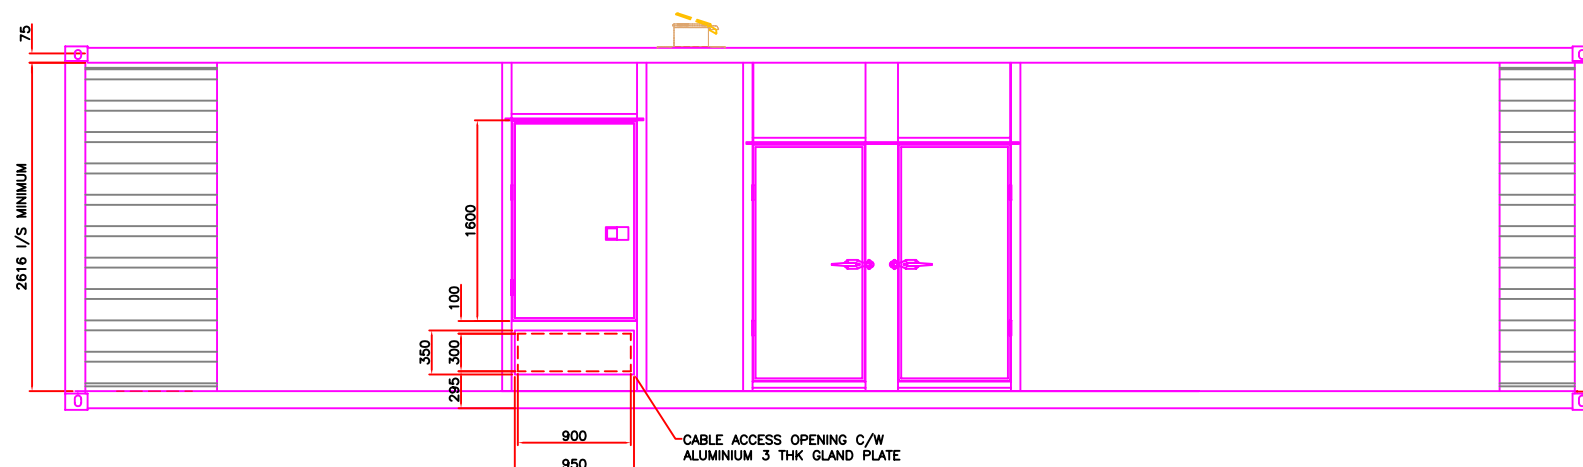 75
2616 I/S MINIMUM
1600
100
350
300
295
900
950
CABLE ACCESS OPENING C/W
ALUMINIUM 3 THK GLAND PLATE